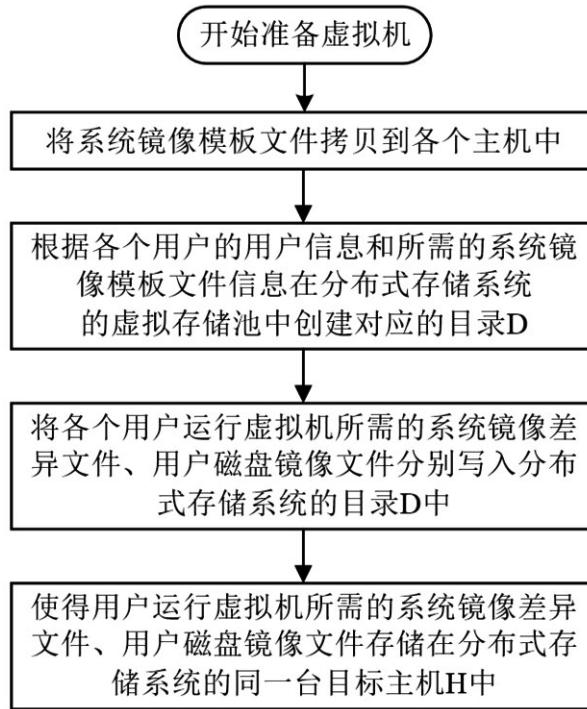 开始准备虚拟机
将系统镜像模板文件拷贝到各个主机中
根据各个用户的用户信息和所需的系统镜
像模板文件信息在分布式存储系统
的虚拟存储池中创建对应的目录D
将各个用户运行虚拟机所需的系统镜像差
异文件、用户磁盘镜像文件分别写入分布
式存储系统的目录D中
使得用户运行虚拟机所需的系统镜像差异
文件、用户磁盘镜像文件存储在分布式存
储系统的同一台目标主机H中